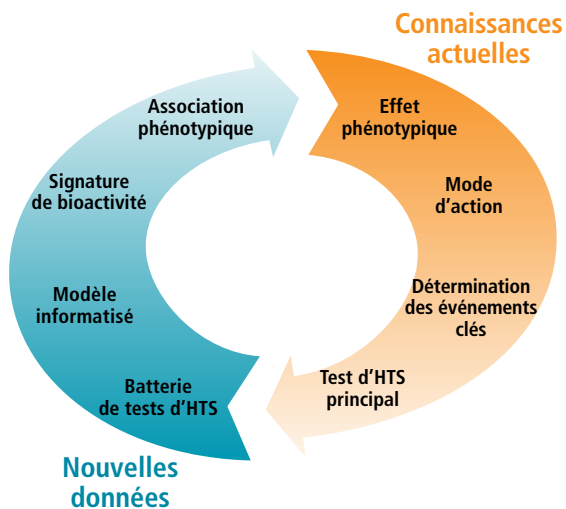 Connaissances
actuelles
Effet
phénotypique
Mode
d'action
Détermination
des événements
clés
Test d'HTS
principal
Nouvelles
données
Batterie
de tests d'HTS
Modèle
informatisé
Signature
de bioactivité
Association
phénotypique